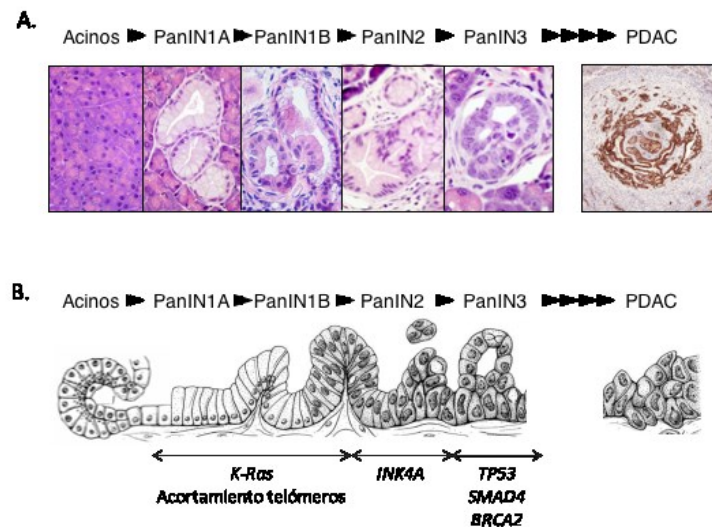 A.
Acinos PanIN1A PanIN1B PanIN2 PanIN3 PDAC
B.
Acinos PanIN1A PanIN1B PanIN2 PanIN3 PDAC
K-Ras INK4A TP53
Acortamiento telómeros SMAD4
BRCA2